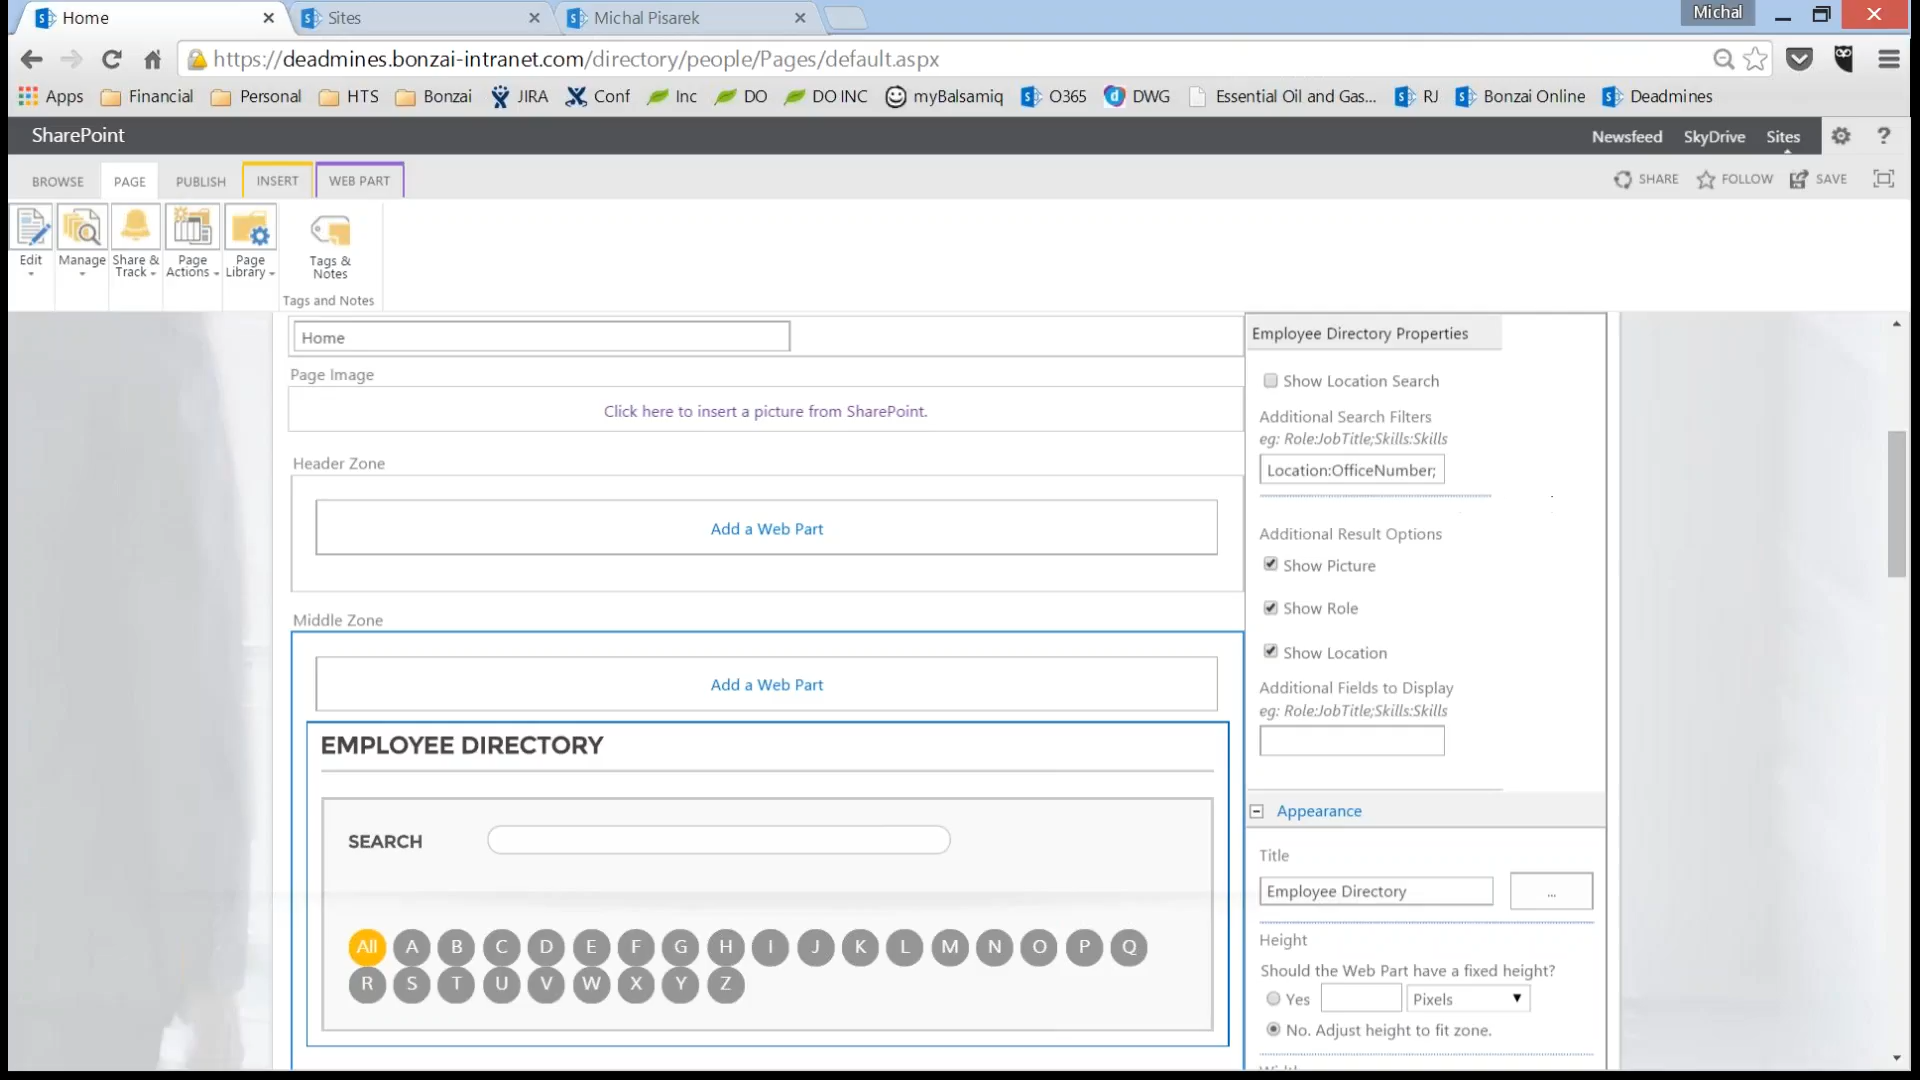 Home
Sites
Michal Pisarek
Michal
https://deadmines.bonzai-intranet.com/directory/people/Pages/default.aspx
Apps Financial Personal HTS Bonzai JIRA Conf Inc DO DO INC myBalsamiq O365 DWG Essential Oil and Gas... RJ Bonzai Online Deadmines
SharePoint
Newsfeed SkyDrive Sites ?
BROWSE PAGE PUBLISH INSERT WEB PART
SHARE FOLLOW SAVE
Edit
Manage
Share &
Track
Page
Actions
Page
Library
Tags &
Notes
Tags and Notes
Home
Page Image
Click here to insert a picture from SharePoint.
Header Zone
Add a Web Part
Middle Zone
Add a Web Part
EMPLOYEE DIRECTORY
SEARCH
All A B C D E F G H I J K L M N O P Q
R S T U V W X Y Z
Employee Directory Properties
Show Location Search
Additional Search Filters
eg: Role:JobTitle;Skills:Skills
Location:OfficeNumber;
Additional Result Options
Show Picture
Show Role
Show Location
Additional Fields to Display
eg: Role:JobTitle;Skills:Skills
Appearance
Title
Employee Directory
...
Height
Should the Web Part have a fixed height?
Yes Pixels
No. Adjust height to fit zone.